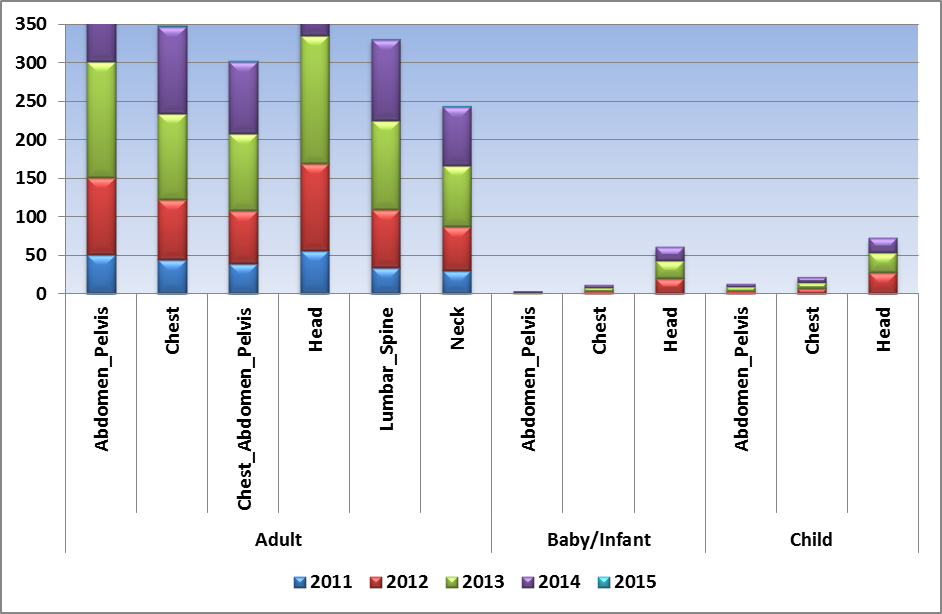 350
300
250
200
150
100
50
0
Abdomen_Pelvis
Chest
Chest_Abdomen_Pelvis
Head
Lumbar_Spine
Neck
Abdomen_Pelvis
Chest
Head
Abdomen_Pelvis
Chest
Head
Adult Baby/Infant Child
2011 2012 2013 2014 2015